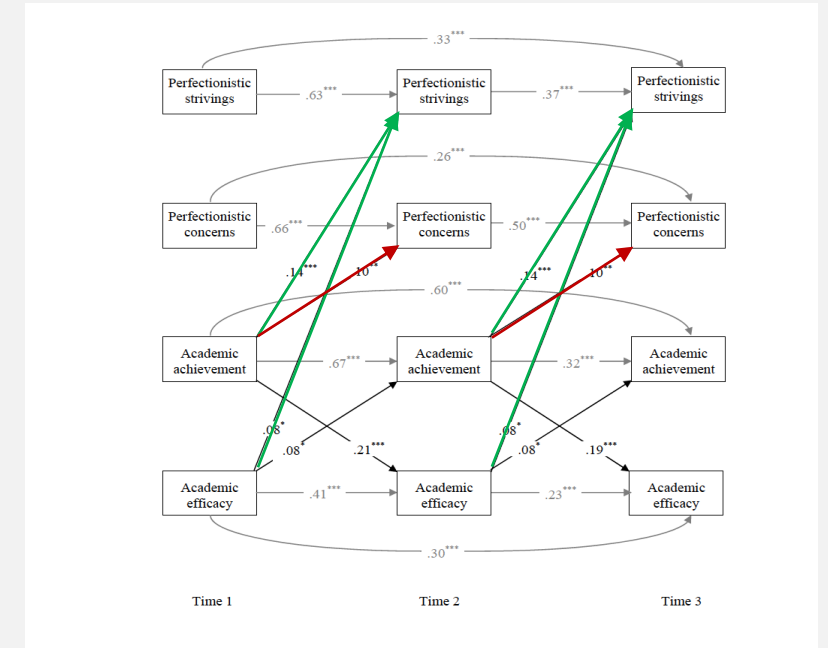 .33***
Perfectionistic
strivings
.63***
Perfectionistic
strivings
.37***
Perfectionistic
strivings
.26***
Perfectionistic
concerns
.66***
Perfectionistic
concerns
.50***
Perfectionistic
concerns
.14***
.10**
.14***
.10**
.60***
Academic
achievement
.67***
Academic
achievement
.32***
Academic
achievement
.08*
.08*
.21***
.08*
.08*
.19***
Academic
efficacy
.41***
Academic
efficacy
.23***
Academic
efficacy
.30***
Time 1
Time 2
Time 3